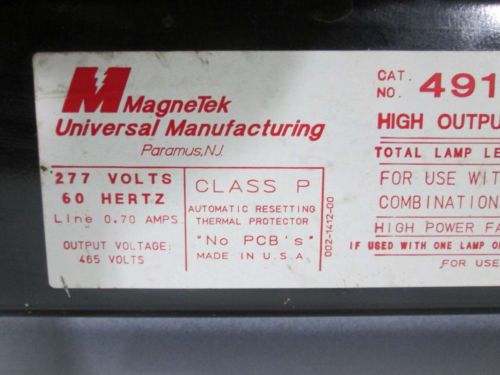 MagneTek
Universal Manufacturing
Paramus, N.J.
277 VOLTS
60 HERTZ
Line 0.70 AMPS
OUTPUT VOLTAGE:
465 VOLTS
CLASS P
AUTOMATIC RESETTING
THERMAL PROTECTOR
"No PCB's"
MADE IN U.S.A.
002-1412-00
CAT.
NO. 491
HIGH OUTPU
TOTAL LAMP LE
FOR USE WIT
COMBINATION
HIGH POWER FA
IF USED WITH ONE LAMP O
FOR USE